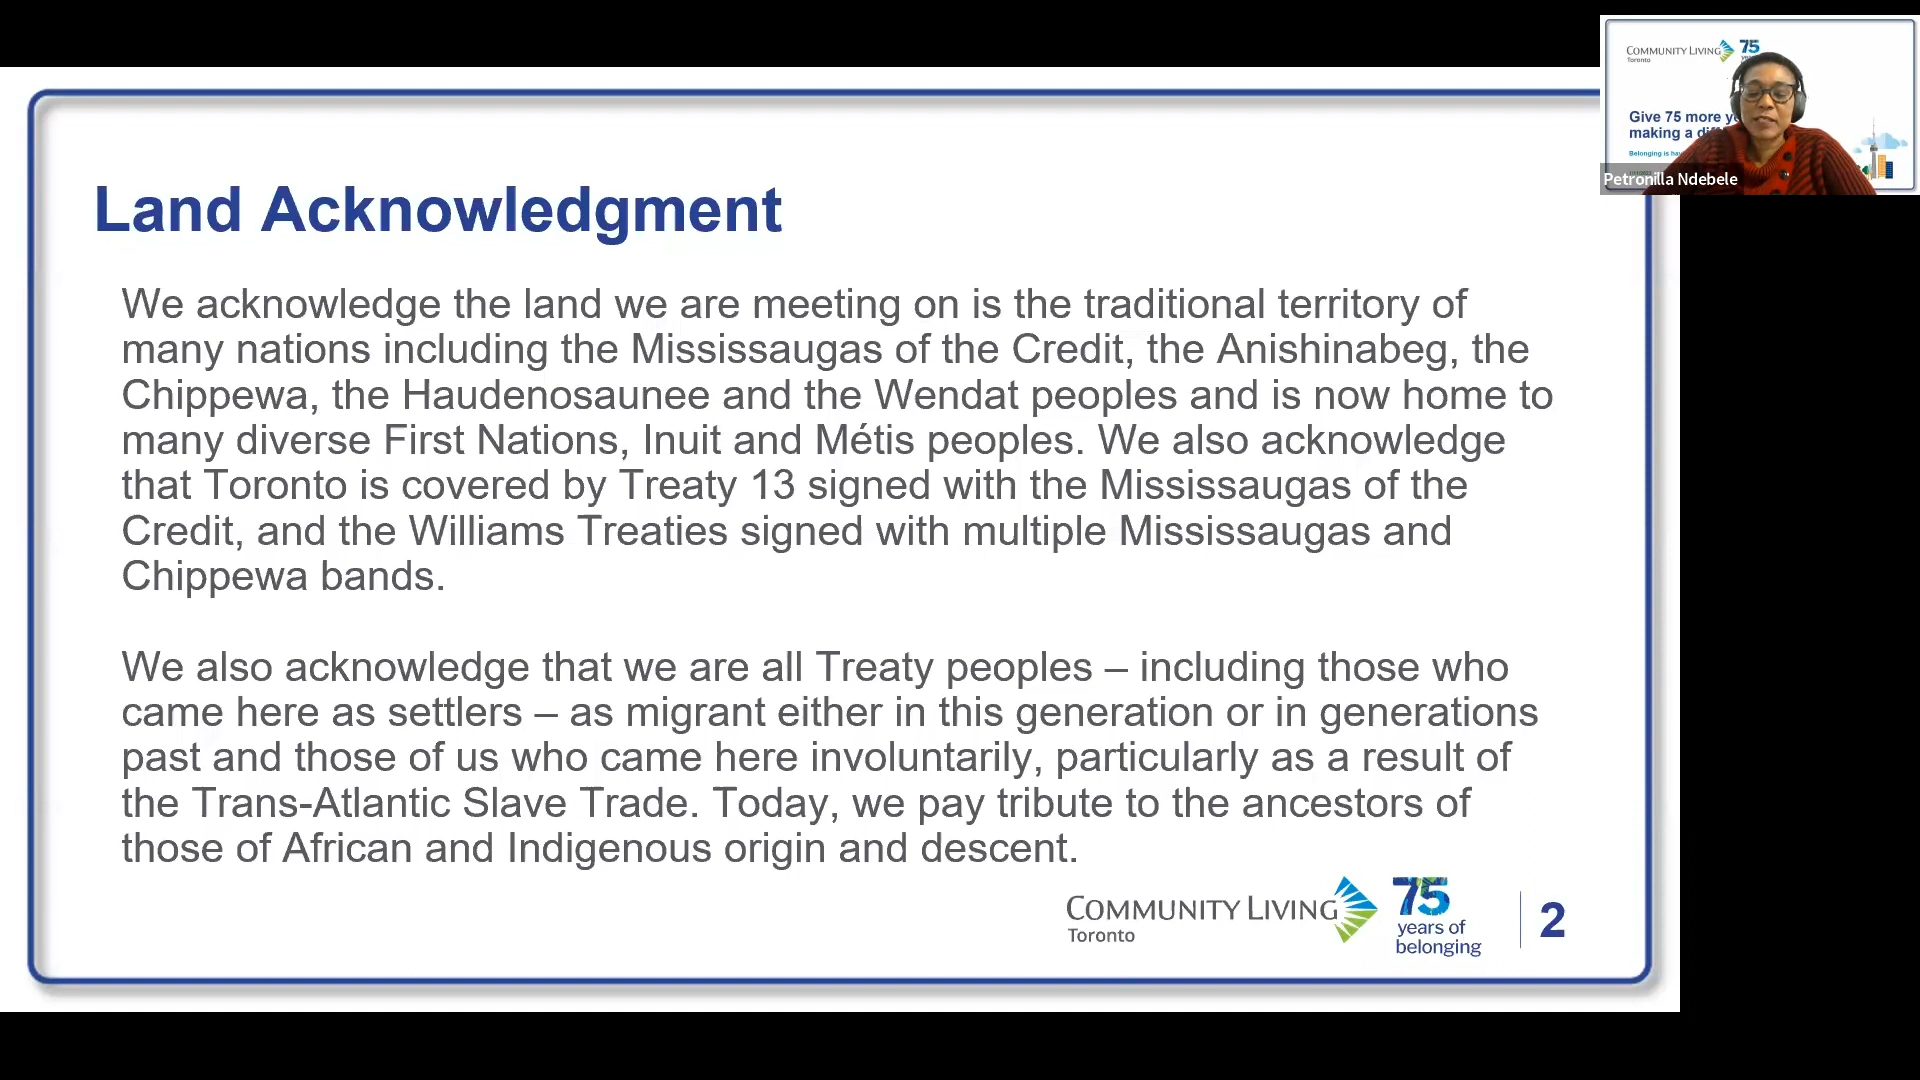 COMMUNITY LIVING
Toronto
75
Give 75 more
making a
Petronilla Ndebele
Land Acknowledgment
We acknowledge the land we are meeting on is the traditional territory of
many nations including the Mississaugas of the Credit, the Anishinabeg, the
Chippewa, the Haudenosaunee and the Wendat peoples and is now home to
many diverse First Nations, Inuit and Métis peoples. We also acknowledge
that Toronto is covered by Treaty 13 signed with the Mississaugas of the
Credit, and the Williams Treaties signed with multiple Mississaugas and
Chippewa bands.
We also acknowledge that we are all Treaty peoples – including those who
came here as settlers – as migrant either in this generation or in generations
past and those of us who came here involuntarily, particularly as a result of
the Trans-Atlantic Slave Trade. Today, we pay tribute to the ancestors of
those of African and Indigenous origin and descent.
COMMUNITY LIVING
Toronto
75
years of
belonging
2